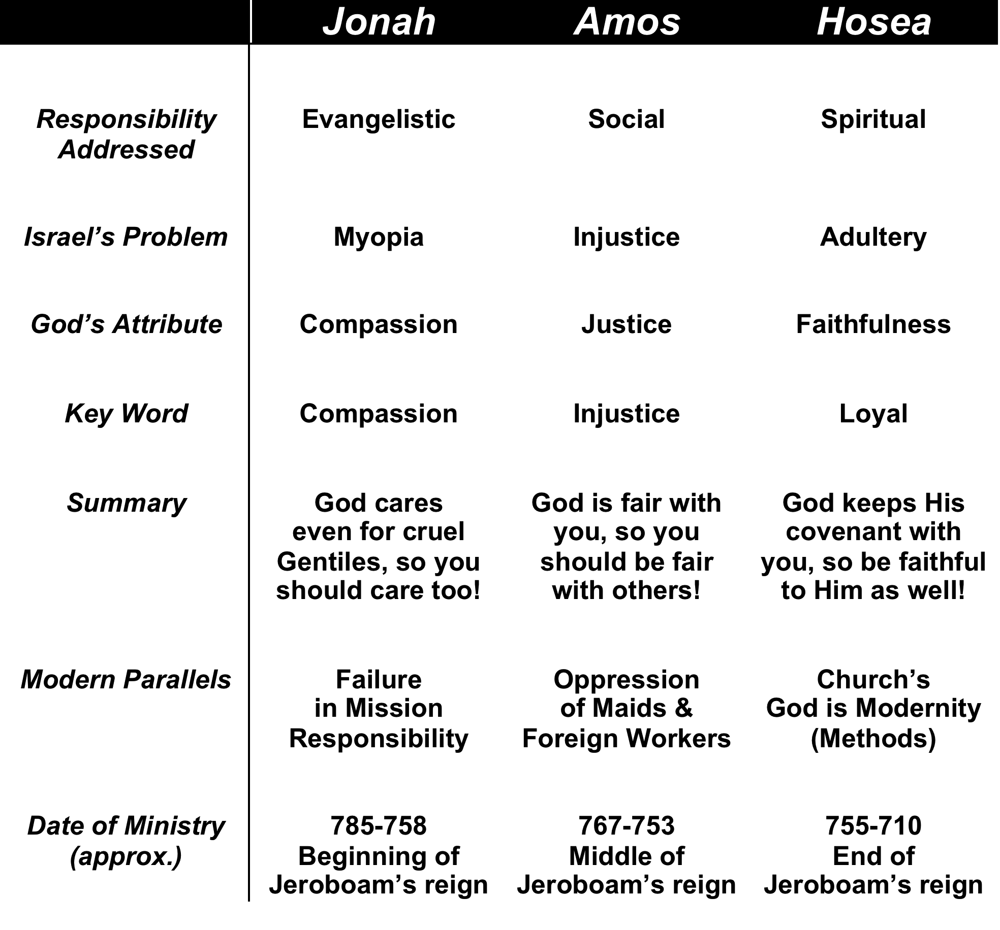 Jonah Amos Hosea
Responsibility Evangelistic Social Spiritual
Addressed
Israel’s Problem Myopia Injustice Adultery
God’s Attribute Compassion Justice Faithfulness
Key Word Compassion Injustice Loyal
Summary God cares God is fair with God keeps His
even for cruel you, so you covenant with
Gentiles, so you should be fair you, so be faithful
should care too! with others! to Him as well!
Modern Parallels Failure Oppression Church’s
in Mission of Maids & God is Modernity
Responsibility Foreign Workers (Methods)
Date of Ministry 785-758 767-753 755-710
(approx.) Beginning of Middle of End of
Jeroboam’s reign Jeroboam’s reign Jeroboam’s reign